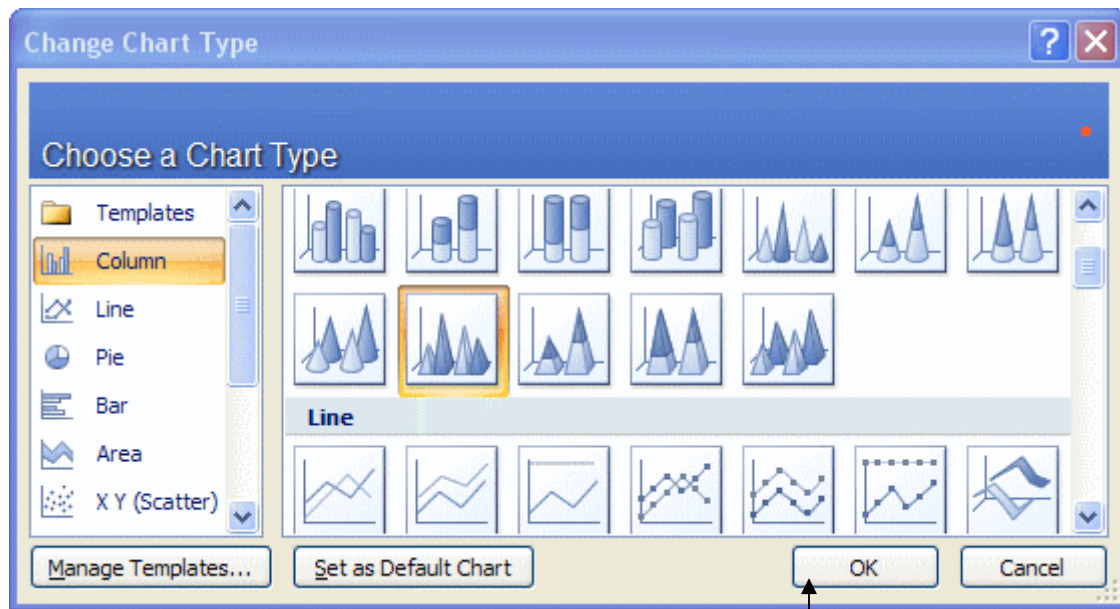 Change Chart Type
Choose a Chart Type
Templates
Column
Line
Pie
Bar
Area
X Y (Scatter)
Line
Manage Templates...
Set as Default Chart
OK
Cancel